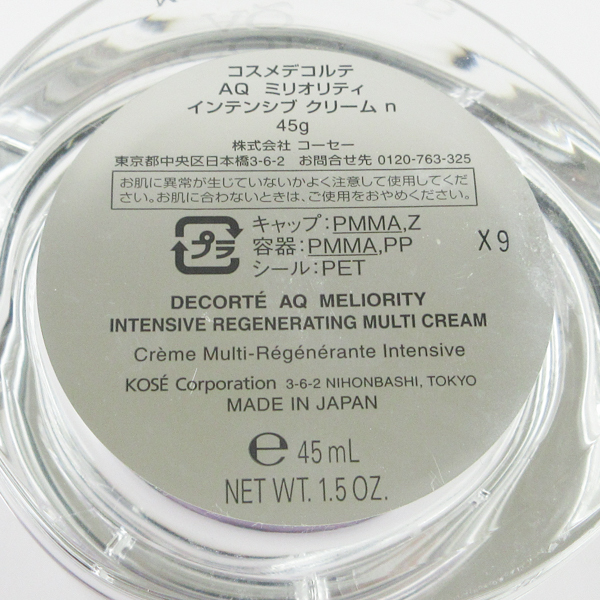 コスメデコルテ
AQ ミリオリティ
インテンシブ クリーム n
45g
株式会社 コーセー
東京都中央区日本橋3-6-2 お問合せ先 0120-763-325
お肌に異常が生じていないかよく注意して使用してくだ
さい。お肌に合わないときは、ご使用をおやめください。
プラ
キャップ:PMMA,Z
容器:PMMA,PP
シール:PET
X9
DECORTÉ AQ MELIORITY
INTENSIVE REGENERATING MULTI CREAM
Crème Multi-Régénérante Intensive
KOSÉ Corporation 3-6-2 NIHONBASHI, TOKYO
MADE IN JAPAN
℮ 45 mL
NET WT. 1.5 OZ.